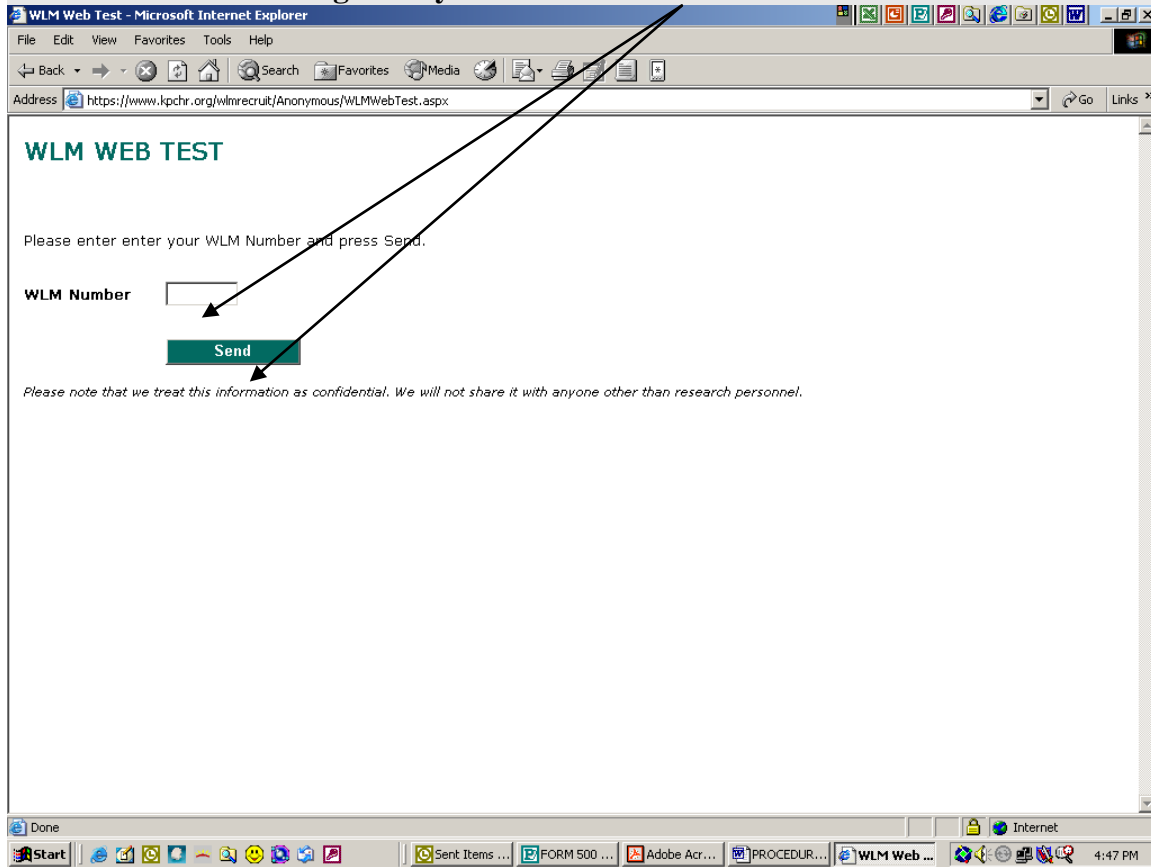 WLM Web Test - Microsoft Internet Explorer
File Edit View Favorites Tools Help
Back Search Favorites Media
Address https://www.kpchr.org/wlmrecruit/Anonymous/WLMWebTest.aspx Go Links »
WLM WEB TEST
Please enter enter your WLM Number and press Send.
WLM Number
Send
Please note that we treat this information as confidential. We will not share it with anyone other than research personnel.
Done Internet
Start Sent Items ... FORM 500 ... Adobe Acr... PROCEDUR... WLM Web ... 4:47 PM